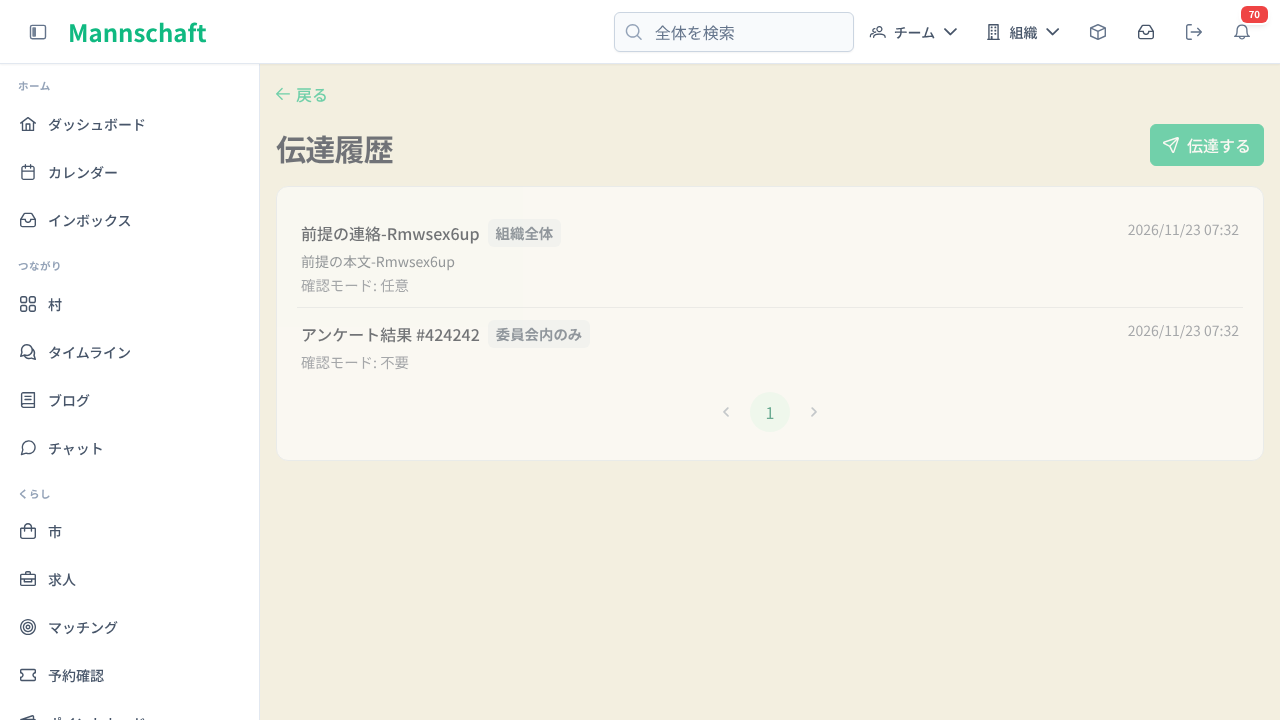 Mannschaft
全体を検索
チーム
組織
70
ホーム
ダッシュボード
カレンダー
インボックス
つながり
村
タイムライン
ブログ
チャット
くらし
市
求人
マッチング
予約確認
戻る
伝達履歴
伝達する
前提の連絡-Rmwsex6up 組織全体 2026/11/23 07:32
前提の本文-Rmwsex6up
確認モード: 任意
アンケート結果 #424242 委員会内のみ 2026/11/23 07:32
確認モード: 不要
1